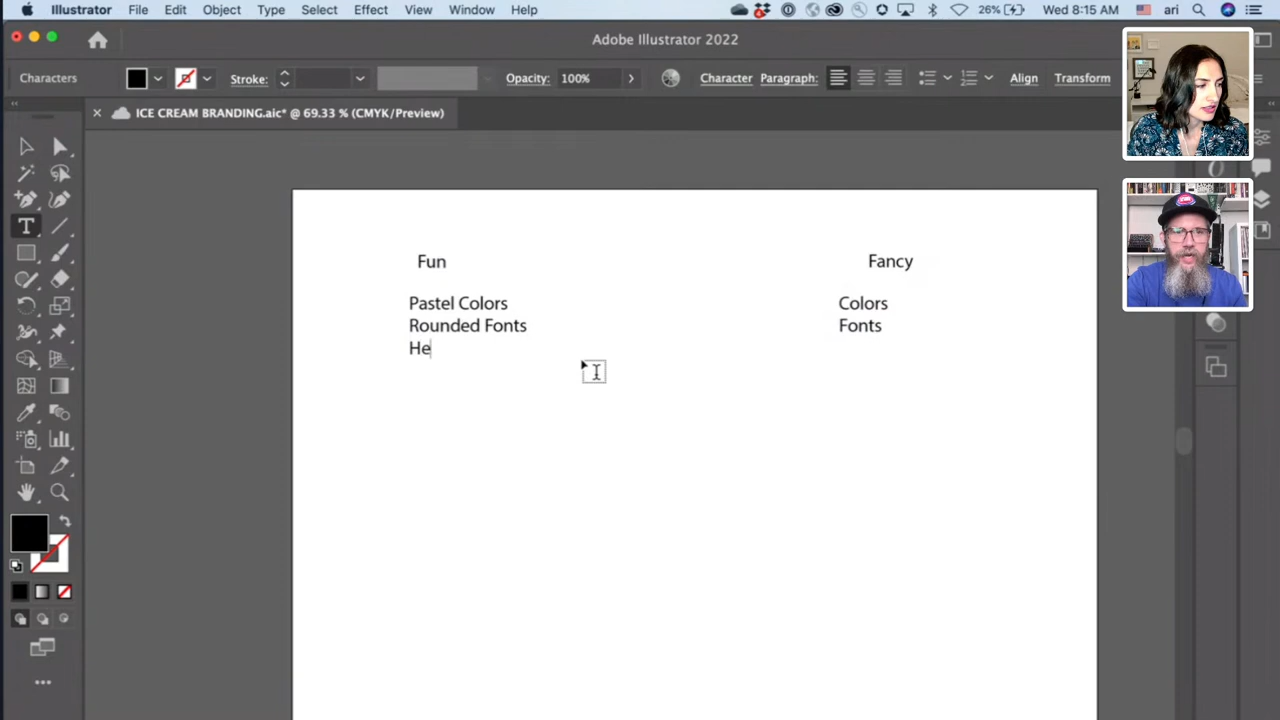 Illustrator File Edit Object Type Select Effect View Window Help 26% Wed 8:15 AM ari
Adobe Illustrator 2022
Characters Stroke: Opacity: 100% Character Paragraph: Align Transform
ICE CREAM BRANDING.aic* @ 69.33 % (CMYK/Preview)
Fun Fancy
Pastel Colors Colors
Rounded Fonts Fonts
He